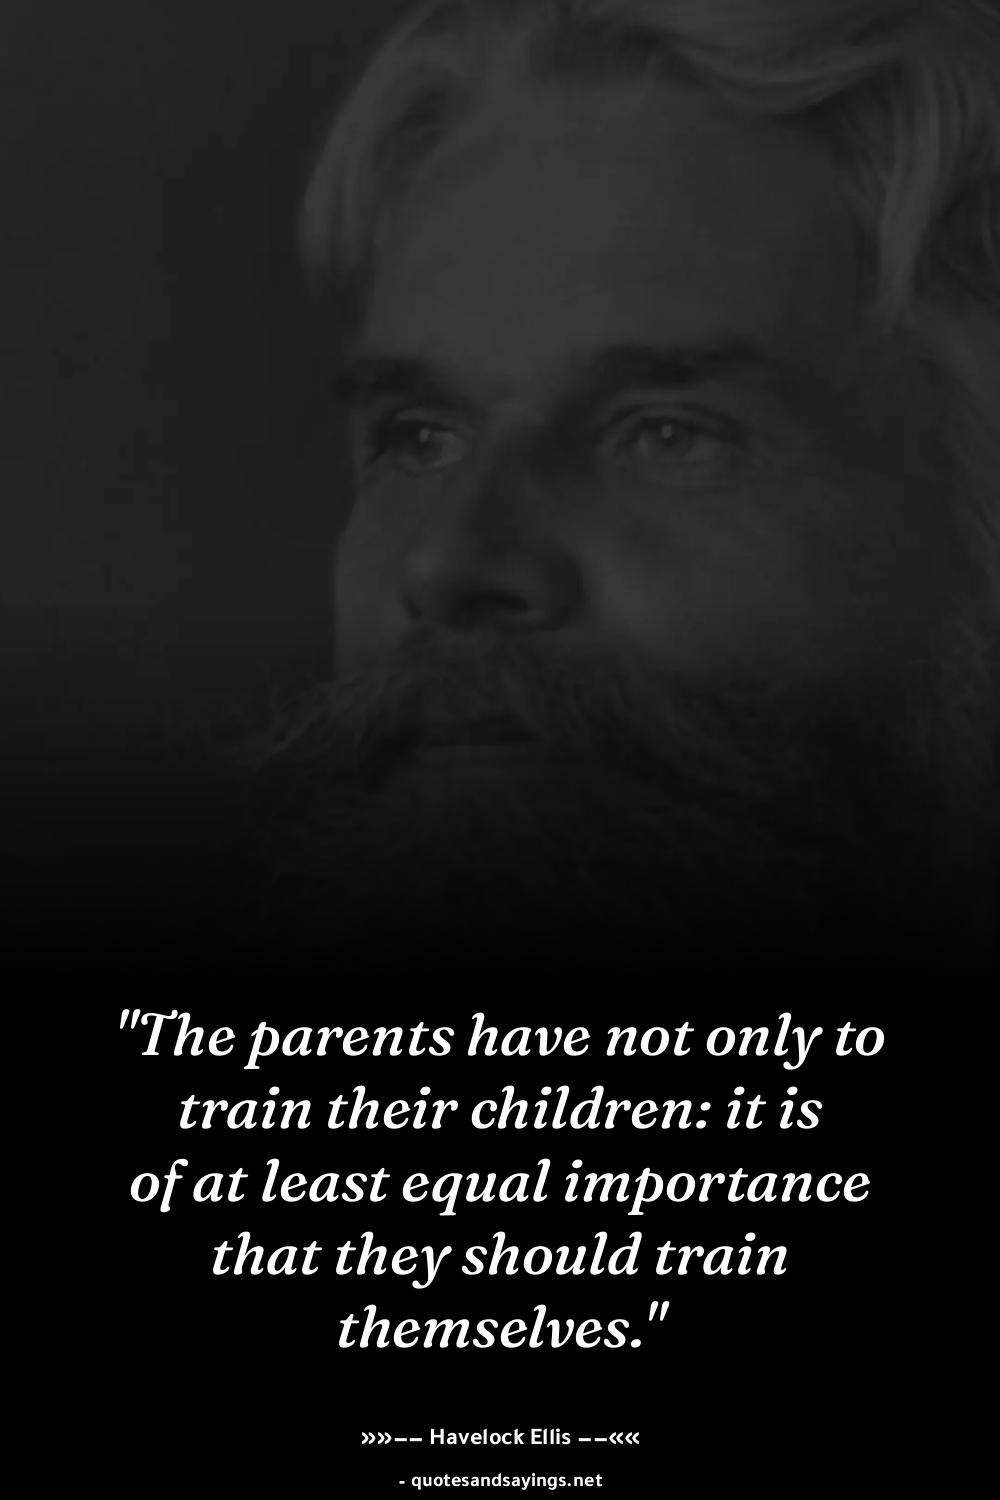 "The parents have not only to
train their children: it is
of at least equal importance
that they should train
themselves."
»»–– Havelock Ellis ––««
- quotesandsayings.net